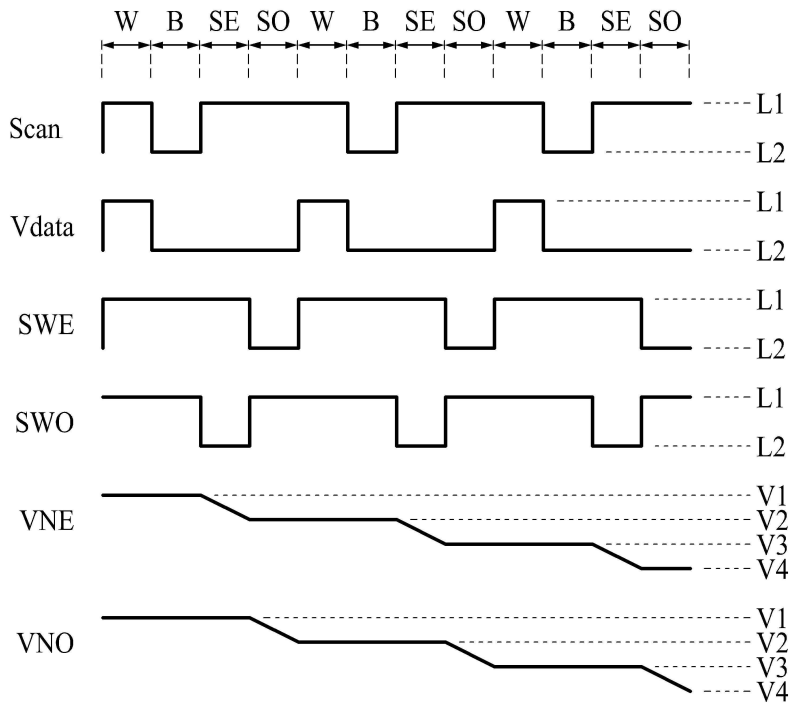 W B SE SO W B SE SO W B SE SO
Scan
L1
L2
Vdata
L1
L2
SWE
L1
L2
SWO
L1
L2
VNE
V1
V2
V3
V4
VNO
V1
V2
V3
V4